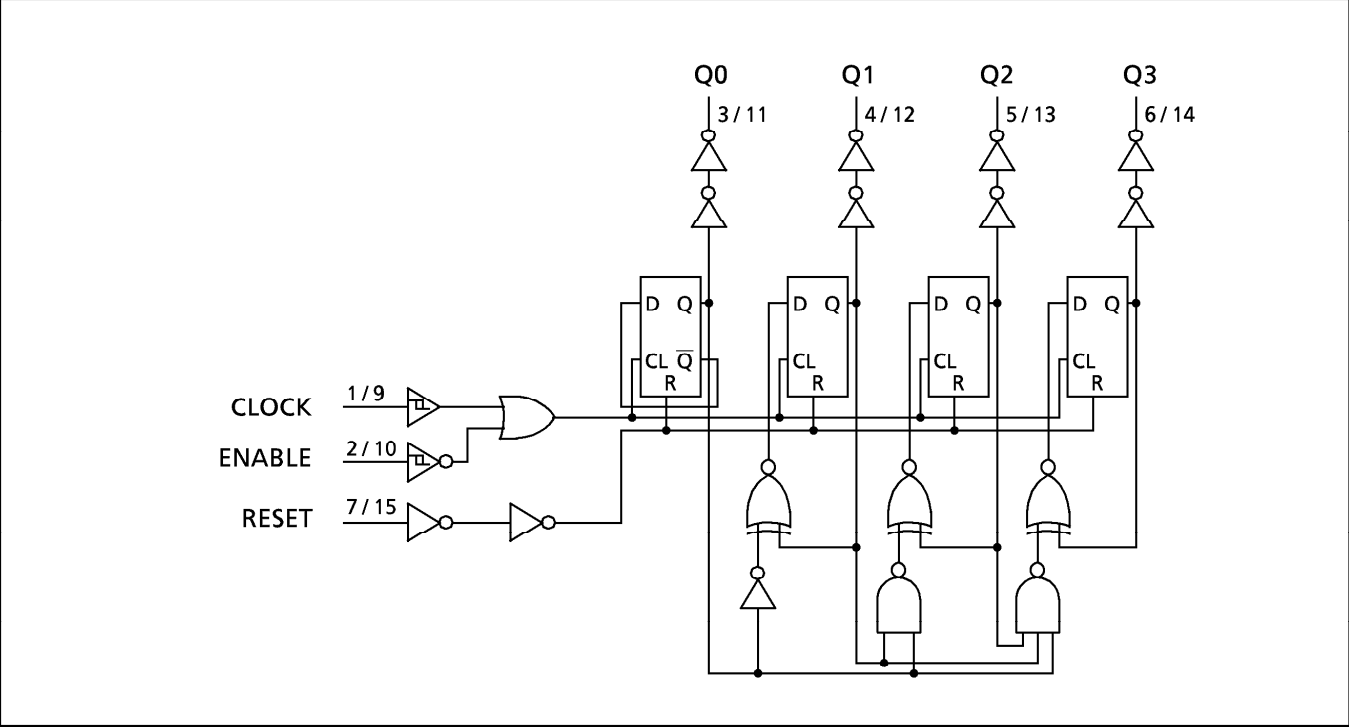 Q0 Q1 Q2 Q3
3 / 11 4 / 12 5 / 13 6 / 14
D Q D Q D Q D Q
CL Q̅ CL CL CL
R R R R
CLOCK 1 / 9
ENABLE 2 / 10
RESET 7 / 15